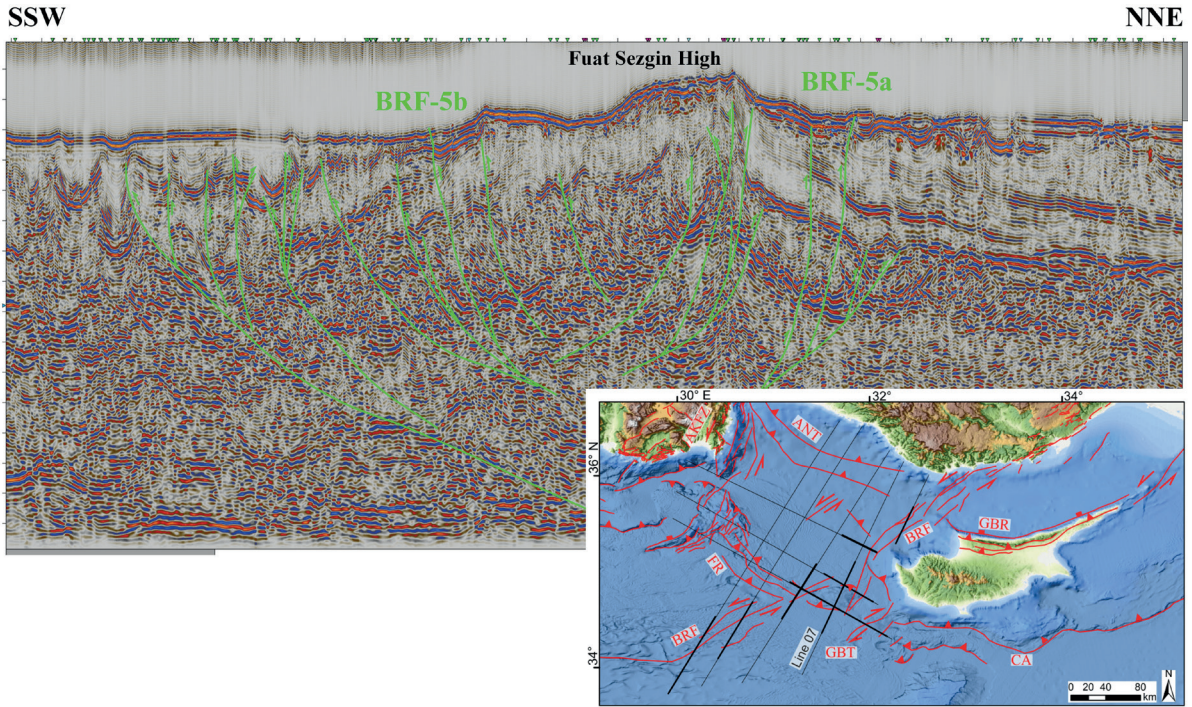 SSW
NNE
Fuat Sezgin High
BRF-5b
BRF-5a
30° E
32°
34°
36° N
34°
AKFZ
ANT
GBR
BRF
FR
BRF
Line 07
GBT
CA
N
0 20 40 80
km